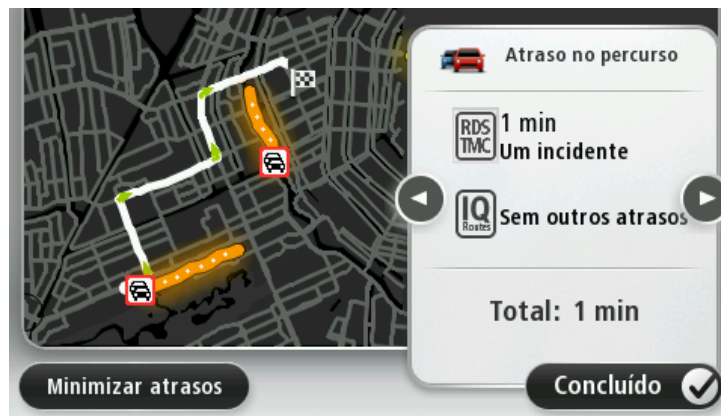 Atraso no percurso
RDS
TMC
1 min
Um incidente
IQ
Routes
Sem outros atrasos
Total: 1 min
Minimizar atrasos
Concluído